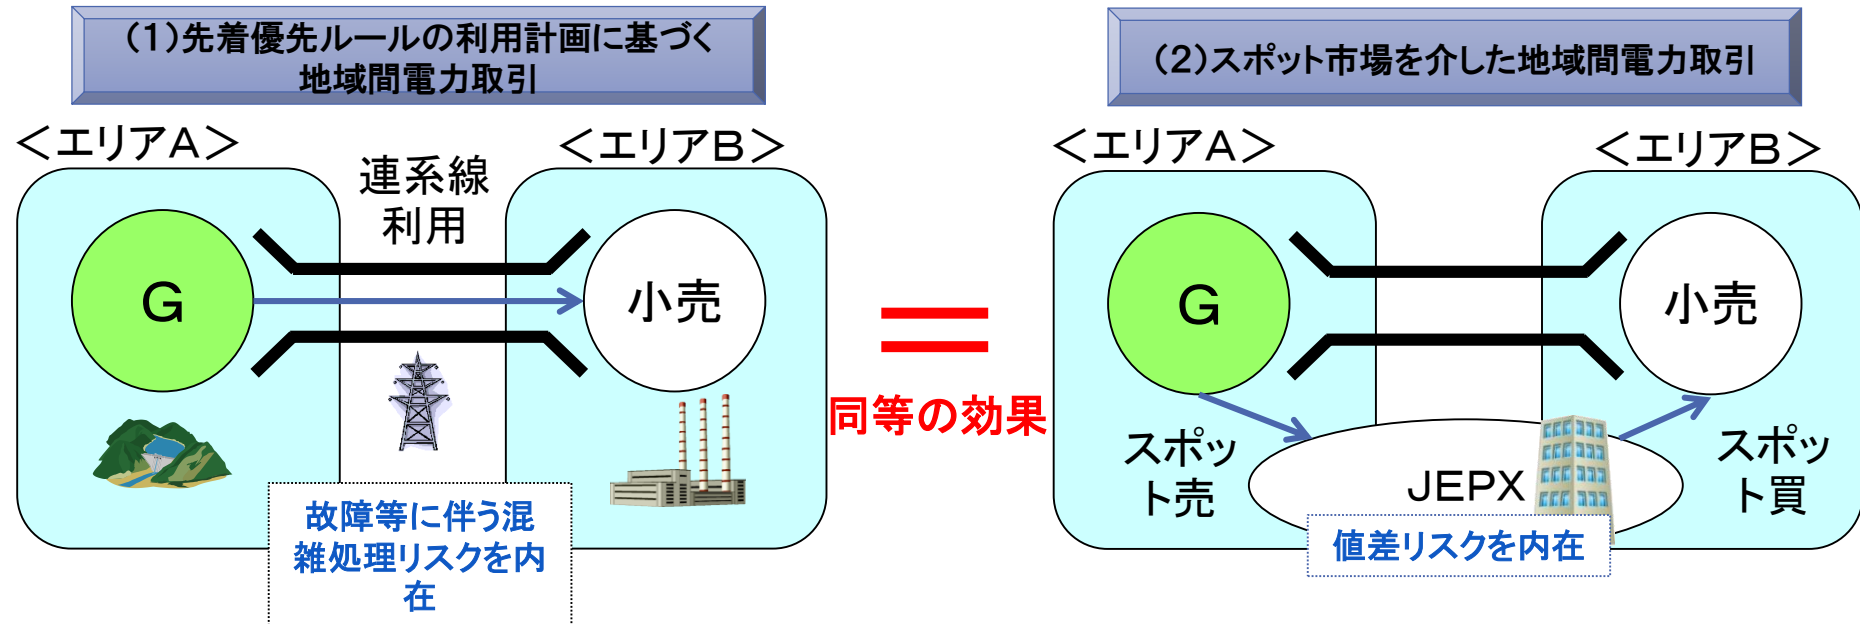 （１）先着優先ルールの利用計画に基づく
地域間電力取引
＜エリアＡ＞
＜エリアＢ＞
連系線
利用
Ｇ
小売
故障等に伴う混
雑処理リスクを内
在
＝
同等の効果
（２）スポット市場を介した地域間電力取引
＜エリアＡ＞
＜エリアＢ＞
Ｇ
小売
スポッ
ト売
ＪＥＰＸ
スポッ
ト買
値差リスクを内在